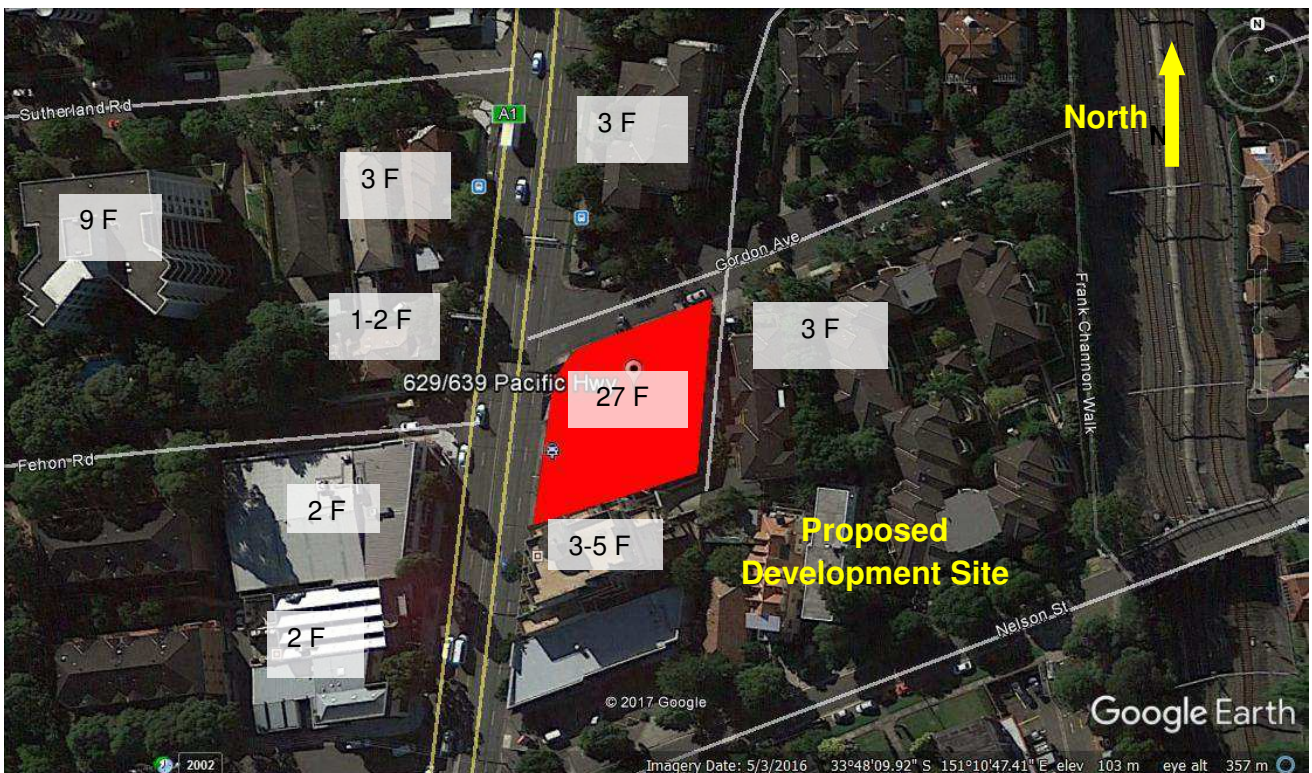 N
North
N
A1
Sutherland Rd
3 F
3 F
9 F
Gordon Ave
1-2 F
3 F
Frank Channon Walk
629/639 Pacific Hwy
27 F
Fehon Rd
2 F
3-5 F
Proposed
Development Site
2 F
Nelson St
© 2017 Google
Google Earth
2002
Imagery Date: 5/3/2016 33°48'09.92" S 151°10'47.41" E elev 103 m eye alt 357 m